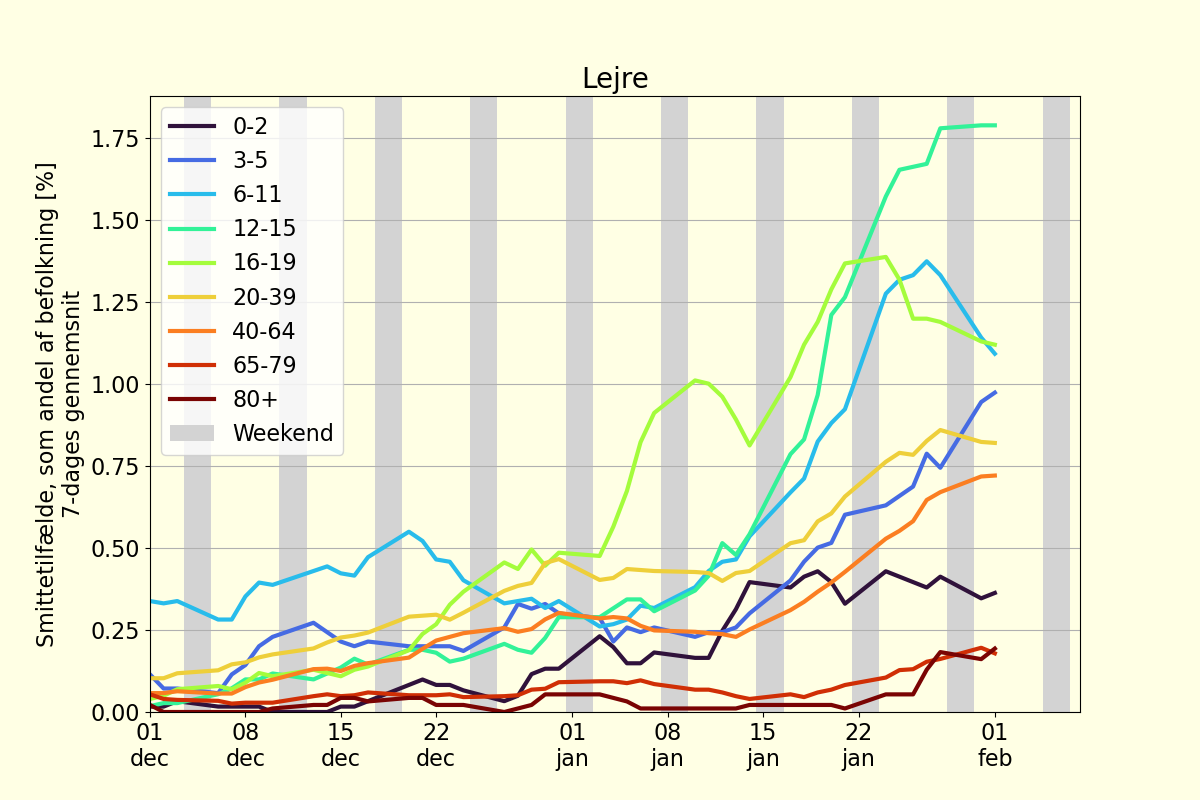 Lejre
Smittetilfælde, som andel af befolkning [%]
7-dages gennemsnit
1.75
1.50
1.25
1.00
0.75
0.50
0.25
0.00
0-2
3-5
6-11
12-15
16-19
20-39
40-64
65-79
80+
Weekend
01 08 15 22 01 08 15 22 01
dec dec dec dec jan jan jan jan feb